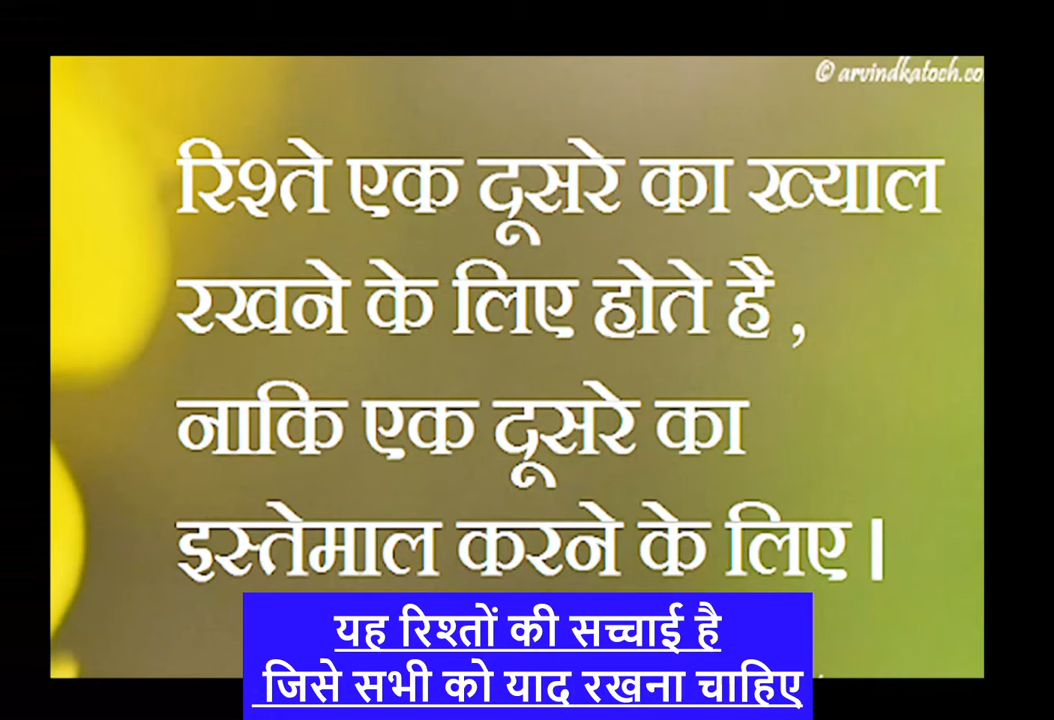 © arvindkatoch.co
रिश्ते एक दूसरे का ख्याल
रखने के लिए होते है ,
नाकि एक दूसरे का
इस्तेमाल करने के लिए ।
यह रिश्तों की सच्चाई है
जिसे सभी को याद रखना चाहिए